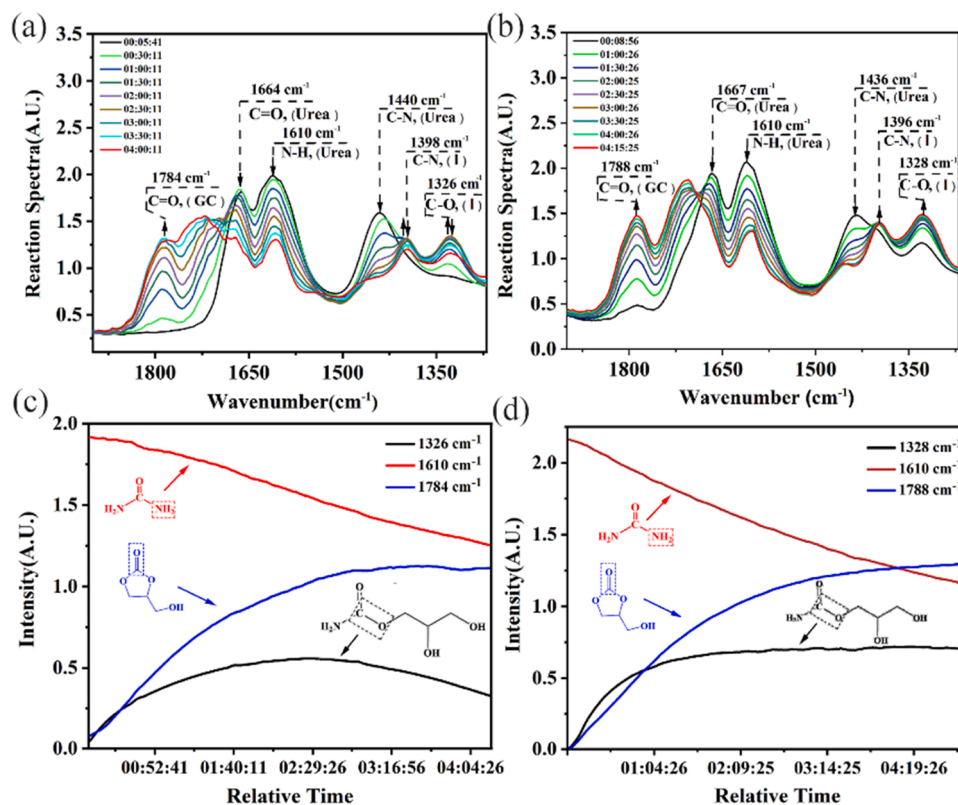 (a)
3.5
3.0
2.5
2.0
1.5
1.0
0.5
Reaction Spectra(A.U.)
00:05:41
00:30:11
01:00:11
01:30:11
02:00:11
02:30:11
03:00:11
03:30:11
04:00:11
1664 cm-1
C=O, (Urea)
1610 cm-1
N-H, (Urea)
1440 cm-1
C-N, (Urea)
1398 cm-1
C-N, (I)
1326 cm-1
C-O, (I)
1784 cm-1
C=O, (GC)
1800 1650 1500 1350
Wavenumber(cm-1)
(b)
3.5
3.0
2.5
2.0
1.5
1.0
0.5
0.0
Reaction Spectra(A.U.)
00:08:56
01:00:26
01:30:26
02:00:25
02:30:25
03:00:26
03:30:25
04:00:26
04:15:25
1667 cm-1
C=O, (Urea)
1610 cm-1
N-H, (Urea)
1436 cm-1
C-N, (Urea)
1396 cm-1
C-N, (I)
1328 cm-1
C-O, (I)
1788 cm-1
C=O, (GC)
1800 1650 1500 1350
Wavenumber (cm-1)
(c)
2.0
1.5
1.0
0.5
0.0
Intensity(A.U.)
1326 cm-1
1610 cm-1
1784 cm-1
O
C
H2N NH2
O
C
O O
OH
O
C
H2N O OH
OH
00:52:41 01:40:11 02:29:26 03:16:56 04:04:26
Relative Time
(d)
2.0
1.5
1.0
0.5
0.0
Intensity(A.U.)
1328 cm-1
1610 cm-1
1788 cm-1
O
C
H2N NH2
O
C
O O
OH
O
C
H2N O OH
OH
01:04:26 02:09:25 03:14:25 04:19:26
Relative Time